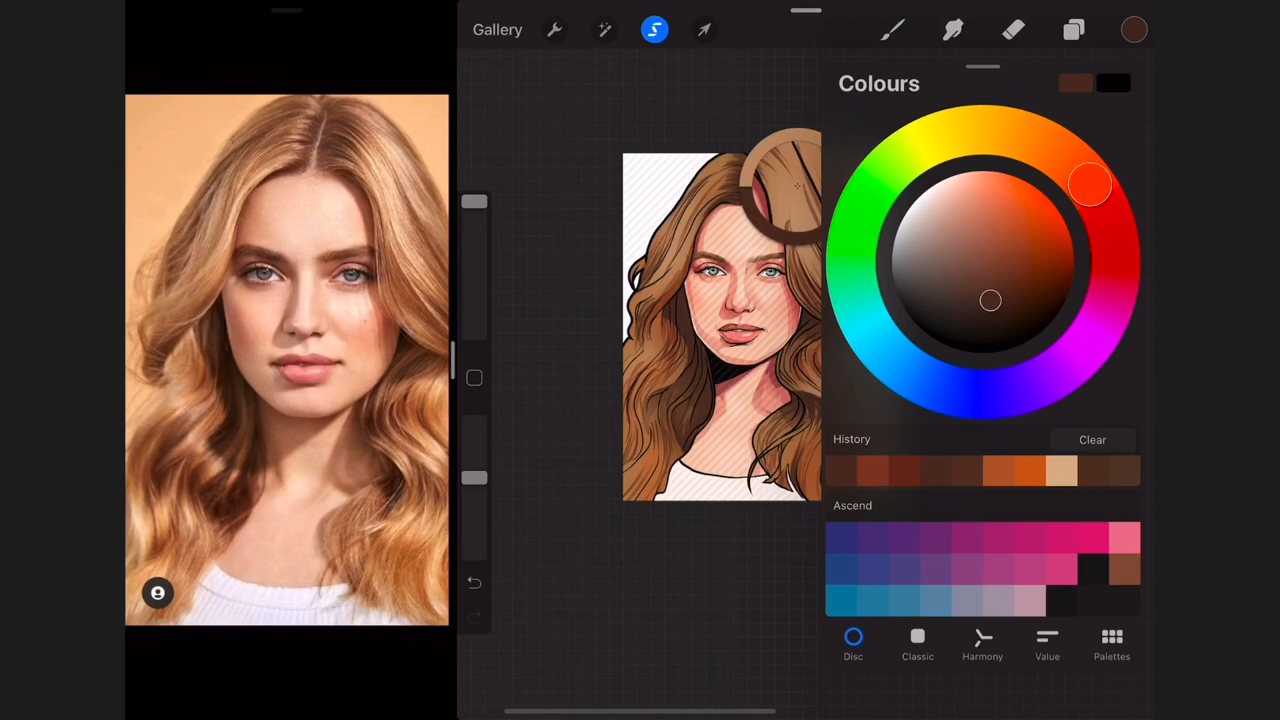 Gallery
Colours
History
Clear
Ascend
Disc
Classic
Harmony
Value
Palettes